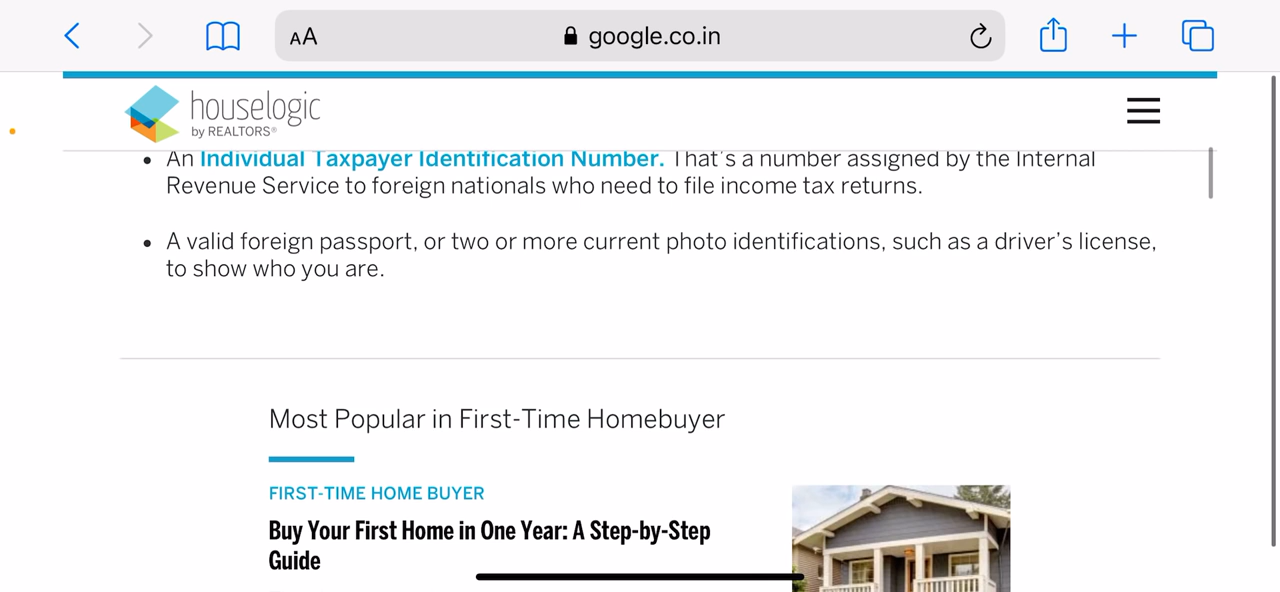 AA
google.co.in
houselogic
by REALTORS®
• An Individual Taxpayer Identification Number. That's a number assigned by the Internal
Revenue Service to foreign nationals who need to file income tax returns.
• A valid foreign passport, or two or more current photo identifications, such as a driver's license,
to show who you are.
Most Popular in First-Time Homebuyer
FIRST-TIME HOME BUYER
Buy Your First Home in One Year: A Step-by-Step
Guide